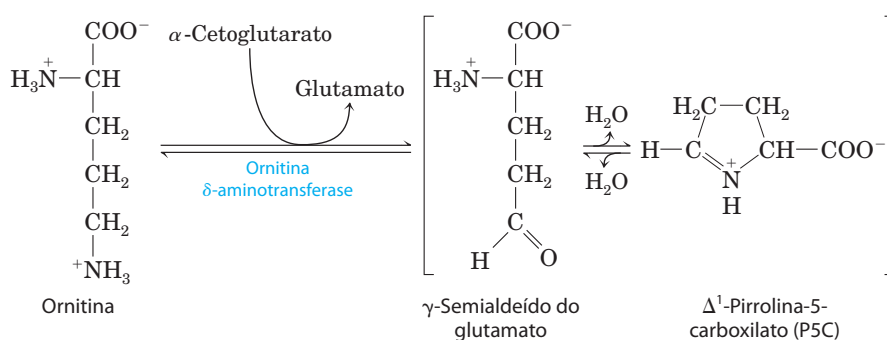 COO⁻
α-Cetoglutarato
COO⁻
H₃N⁺—CH
Glutamato
H₃N⁺—CH
H₂O
H₂C—CH₂
CH₂
CH₂
H—C
CH—COO⁻
Ornitina
δ-aminotransferase
CH₂
CH₂
H₂O
N⁺
H
CH₂
C
⁺NH₃
H
O
Ornitina
γ-Semialdeído do
glutamato
Δ¹-Pirrolina-5-
carboxilato (P5C)